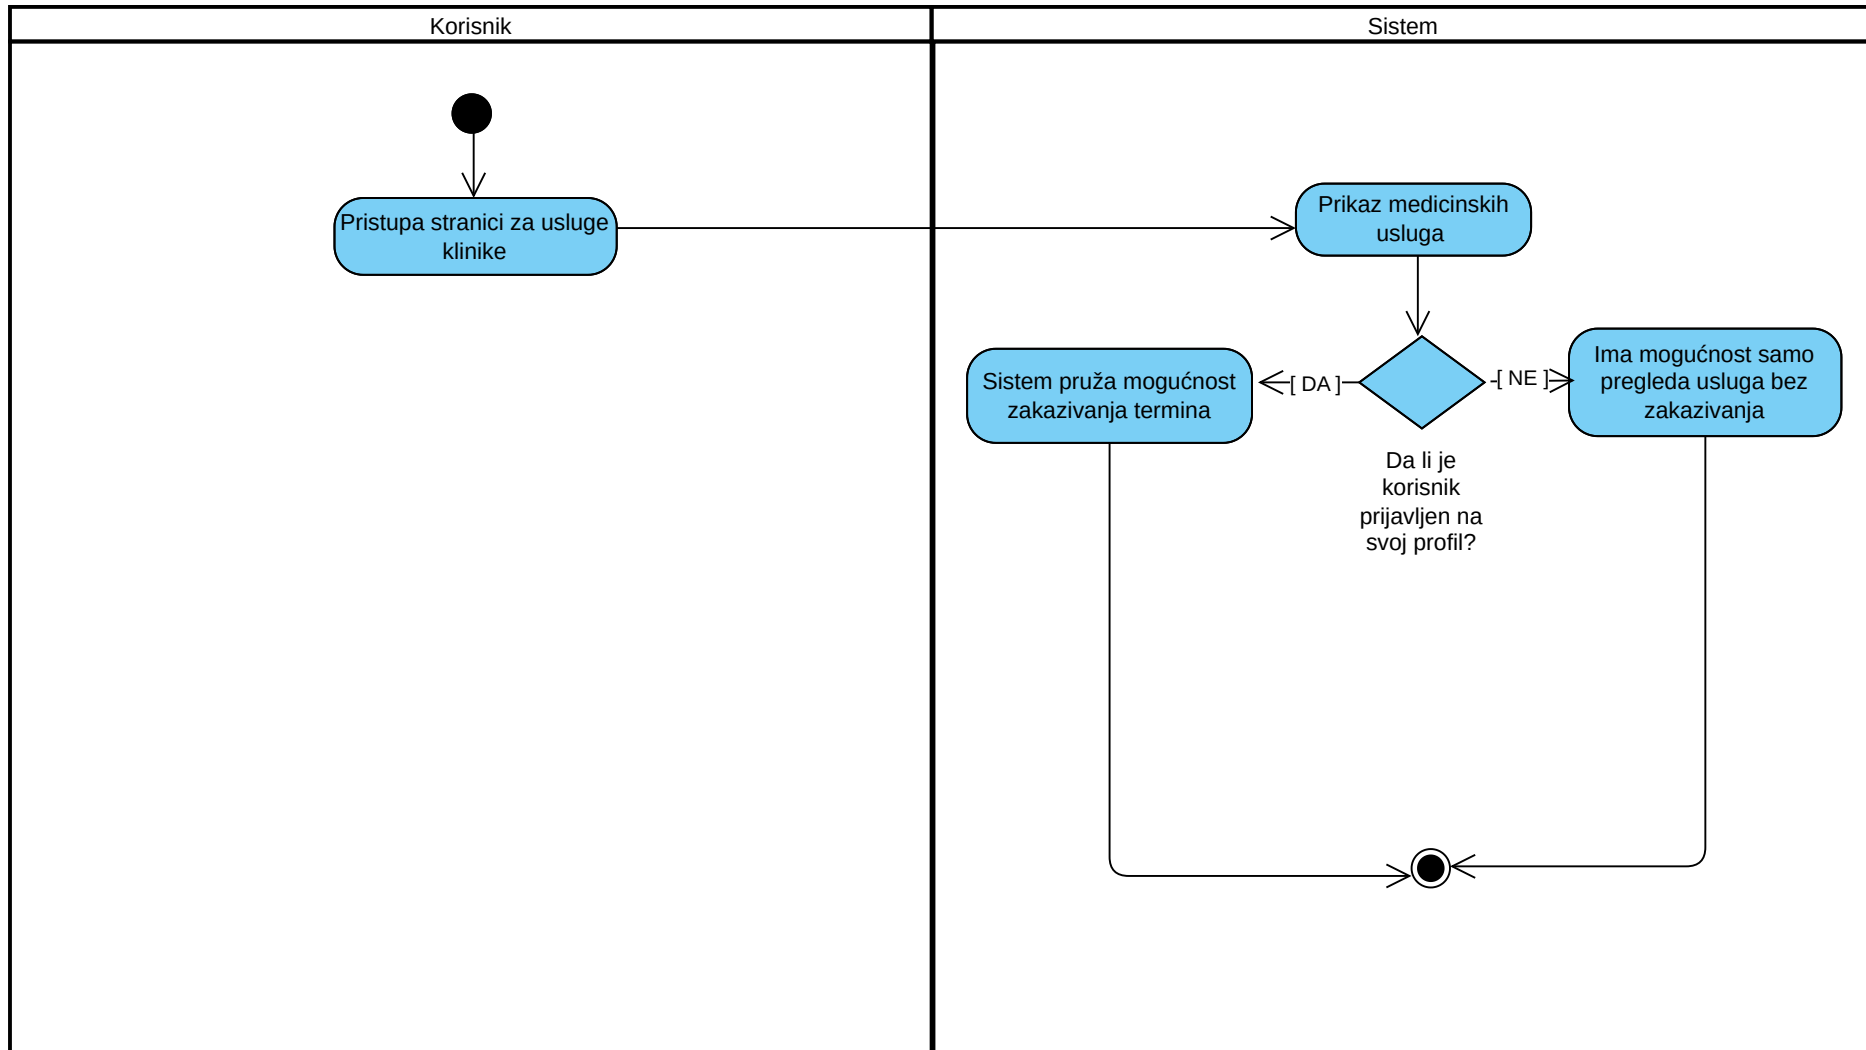 Korisnik
Sistem
Pristupa stranici za usluge
klinike
Prikaz medicinskih
usluga
Sistem pruža mogućnost
zakazivanja termina
[ DA ]
[ NE ]
Ima mogućnost samo
pregleda usluga bez
zakazivanja
Da li je
korisnik
prijavljen na
svoj profil?